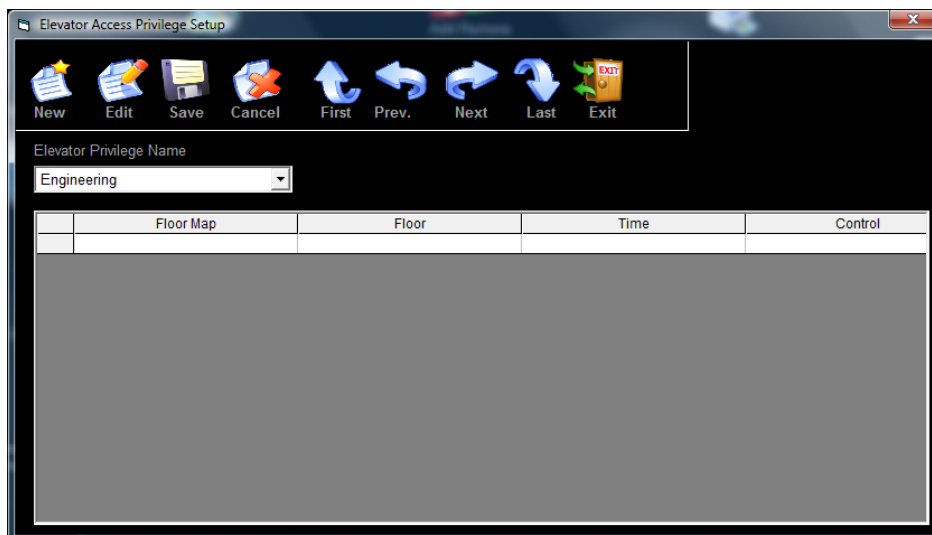 Elevator Access Privilege Setup
EXIT
New Edit Save Cancel First Prev. Next Last Exit
Elevator Privilege Name
Engineering
Floor Map Floor Time Control